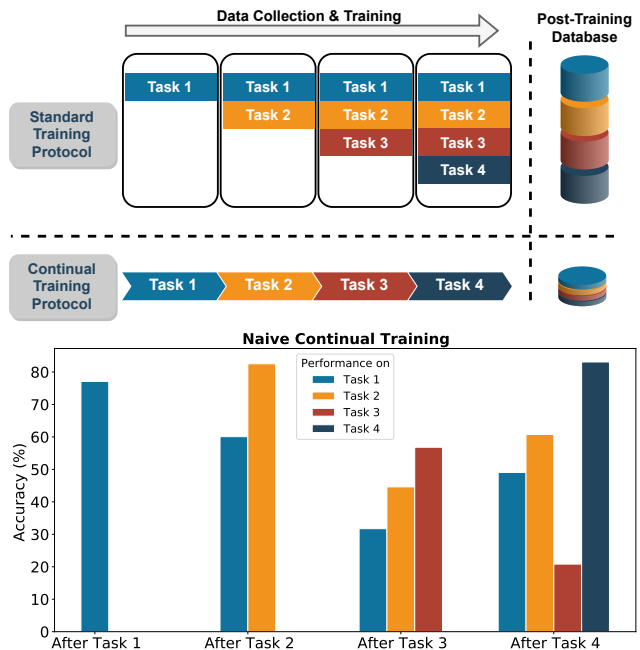 Data Collection & Training
Post-Training
Database
Standard
Training
Protocol
Task 1
Task 1
Task 2
Task 1
Task 2
Task 3
Task 1
Task 2
Task 3
Task 4
Continual
Training
Protocol
Task 1
Task 2
Task 3
Task 4
Naive Continual Training
Performance on
Task 1
Task 2
Task 3
Task 4
Accuracy (%)
80
70
60
50
40
30
20
10
0
After Task 1
After Task 2
After Task 3
After Task 4